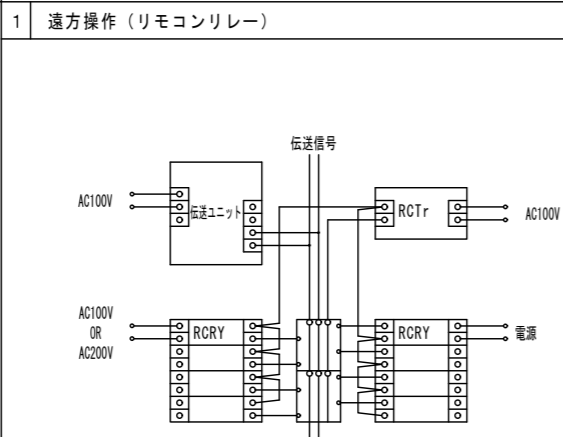 1 遠方操作（リモコンリレー）
伝送信号
AC100V
伝送ユニット
RCTr
AC100V
AC100V
OR
AC200V
RCRY
RCRY
電源